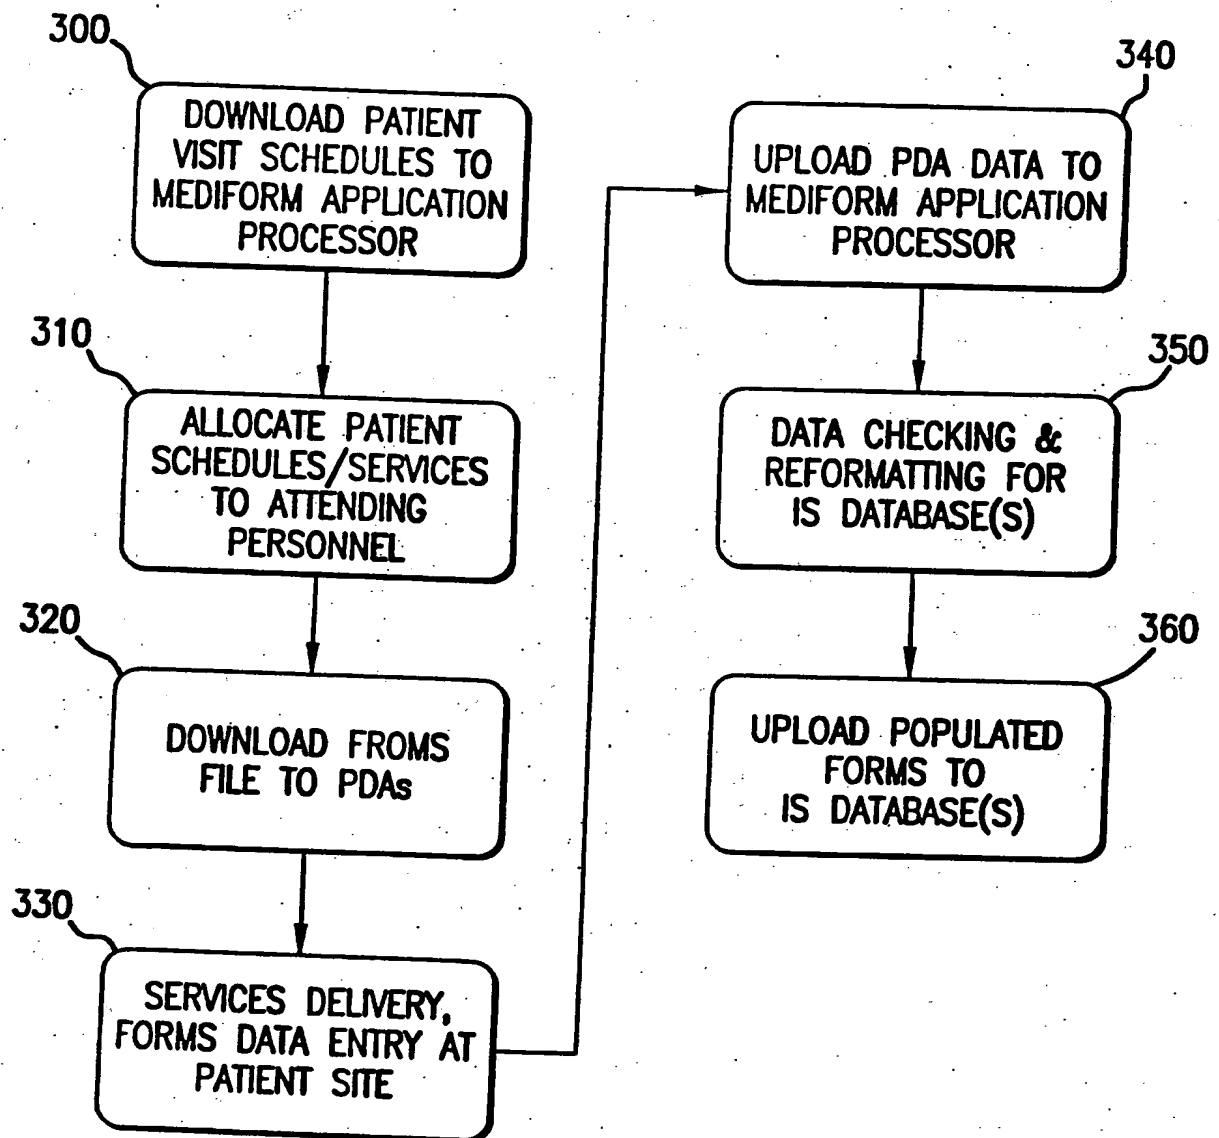 300
DOWNLOAD PATIENT
VISIT SCHEDULES TO
MEDIFORM APPLICATION
PROCESSOR
310
ALLOCATE PATIENT
SCHEDULES/SERVICES
TO ATTENDING
PERSONNEL
320
DOWNLOAD FROMS
FILE TO PDAs
330
SERVICES DELIVERY,
FORMS DATA ENTRY AT
PATIENT SITE
340
UPLOAD PDA DATA TO
MEDIFORM APPLICATION
PROCESSOR
350
DATA CHECKING &
REFORMATTING FOR
IS DATABASE(S)
360
UPLOAD POPULATED
FORMS TO
IS DATABASE(S)